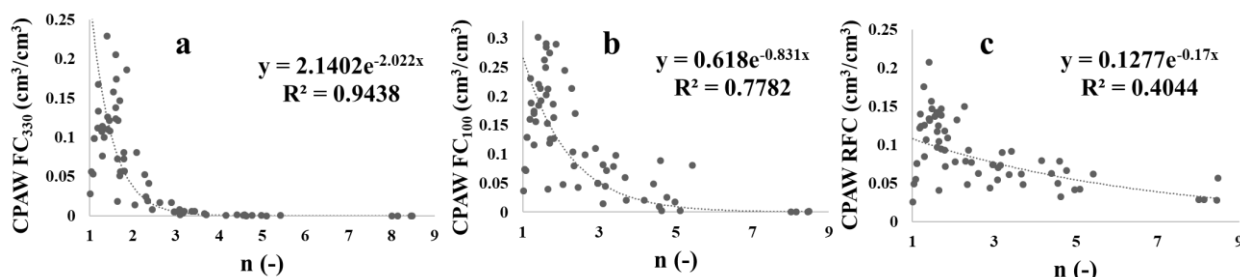 CPAW FC₃₃₀ (cm³/cm³)
0.25
0.2
0.15
0.1
0.05
0
a
y = 2.1402e^-2.022x
R² = 0.9438
1 2 3 4 5 6 7 8 9
n (-)
CPAW FC₁₀₀ (cm³/cm³)
0.3
0.25
0.2
0.15
0.1
0.05
0
b
y = 0.618e^-0.831x
R² = 0.7782
1 3 5 7 9
n (-)
CPAW RFC (cm³/cm³)
0.25
0.2
0.15
0.1
0.05
0
c
y = 0.1277e^-0.17x
R² = 0.4044
1 3 5 7 9
n (-)